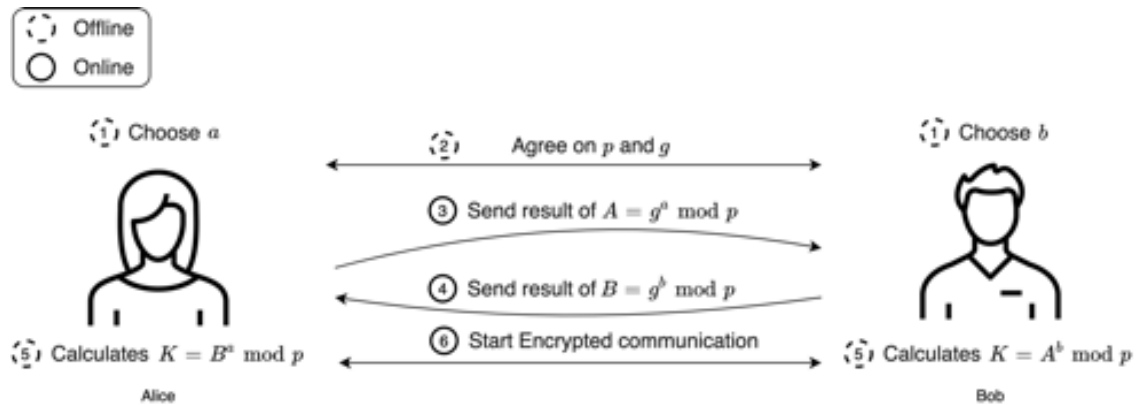 Offline
Online
1 Choose a
2 Agree on p and g
1 Choose b
3 Send result of A = g^a mod p
4 Send result of B = g^b mod p
6 Start Encrypted communication
5 Calculates K = B^a mod p
5 Calculates K = A^b mod p
Alice
Bob